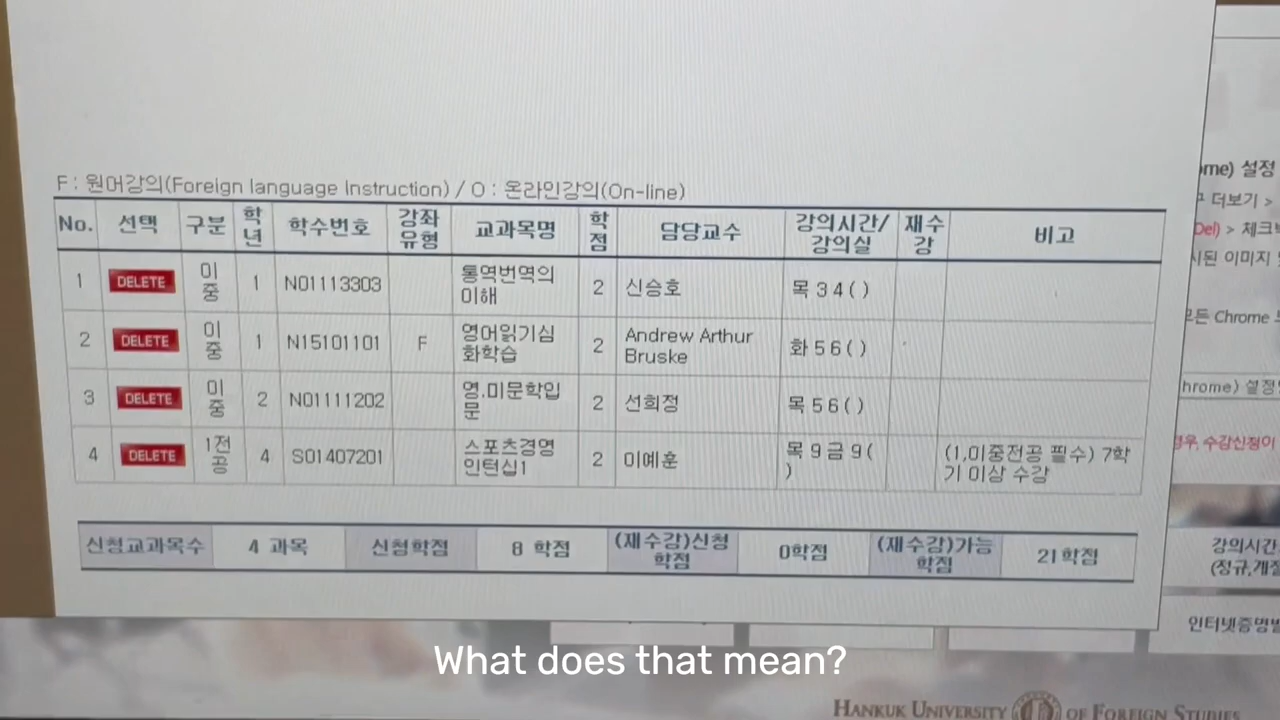 F : 원어강의(Foreign language Instruction) / O : 온라인강의(On-line)
No. 선택 구분 학년 학수번호 강좌유형 교과목명 학점 담당교수 강의시간/강의실 재수강 비고
1 DELETE 이중 1 N01113303 통역번역의이해 2 신승호 목 3 4 ( )
2 DELETE 이중 1 N15101101 F 영어읽기심화학습 2 Andrew Arthur Bruske 화 5 6 ( )
3 DELETE 이중 2 N01111202 영.미문학입문 2 선희정 목 5 6 ( )
4 DELETE 1전공 4 S01407201 스포츠경영인턴십1 2 이예훈 목 9 금 9 ( ) (1,이중전공 필수) 7학기 이상 수강
신청교과목수 4 과목 신청학점 8 학점 (재수강)신청학점 0학점 (재수강)가능학점 21학점
설정
더보기 >
> 체크
이미지
Chrome
설정
수강신청이
강의시간
(정규,계절
인터넷증명발
What does that mean?
HANKUK UNIVERSITY OF FOREIGN STUDIES